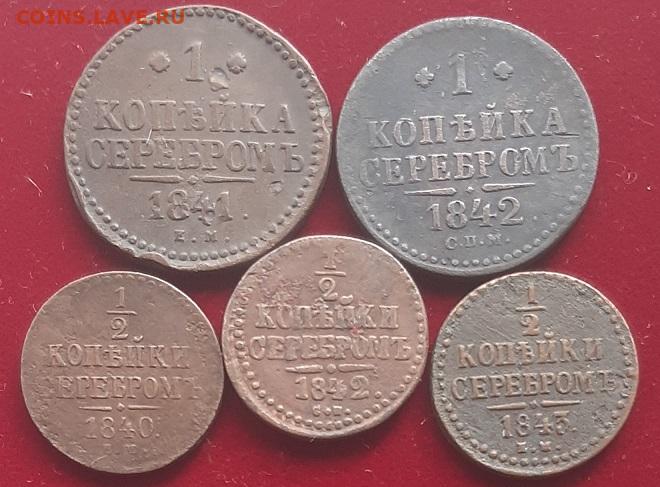 COINS.LAVE.RU
1
КОПѢЙКА
СЕРЕБРОМЪ
1841.
Е.М.
1
КОПѢЙКА
СЕРЕБРОМЪ
1842.
С.П.М.
1/2
КОПѢЙКИ
СЕРЕБРОМЪ
1840.
1/2
КОПѢЙКИ
СЕРЕБРОМЪ
1842.
1/2
КОПѢЙКИ
СЕРЕБРОМЪ
1843.